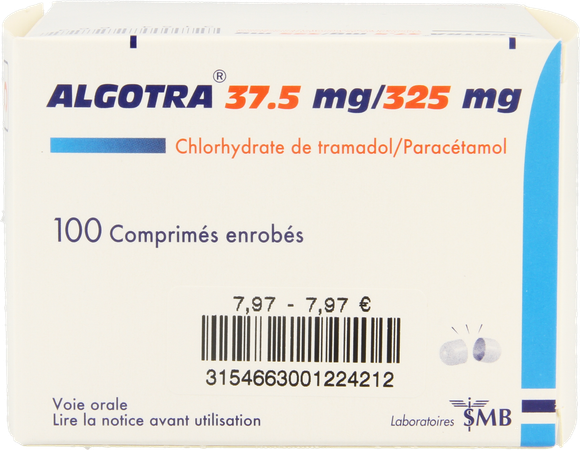 ALGOTRA® 37.5 mg/325 mg
Chlorhydrate de tramadol/Paracétamol
100 Comprimés enrobés
7,97 - 7,97 €
3154663001224212
Voie orale
Lire la notice avant utilisation
Laboratoires SMB